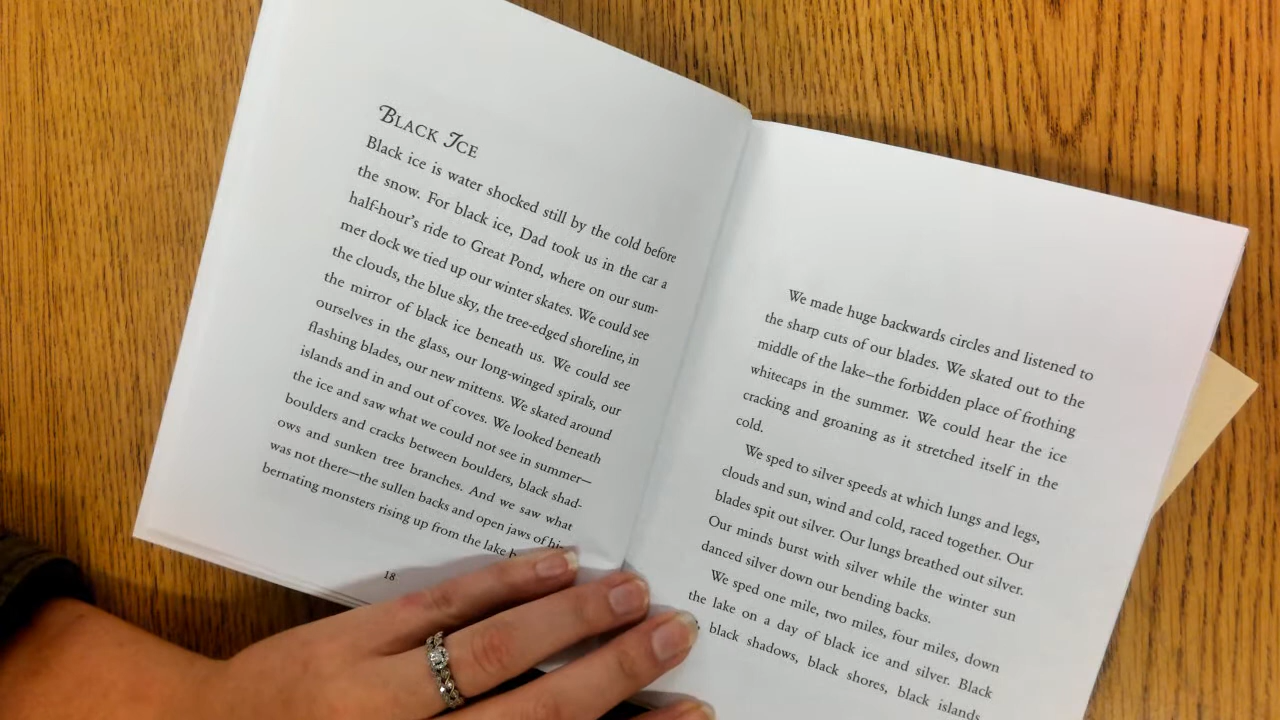 BLACK ICE
Black ice is water shocked still by the cold before
the snow. For black ice, Dad took us in the car a
half-hour's ride to Great Pond, where on our sum-
mer dock we tied up our winter skates. We could see
the clouds, the blue sky, the tree-edged shoreline, in
the mirror of black ice beneath us. We could see
ourselves in the glass, our long-winged spirals, our
flashing blades, our new mittens. We skated around
islands and in and out of coves. We looked beneath
the ice and saw what we could not see in summer—
boulders and cracks between boulders, black shad-
ows and sunken tree branches. And we saw what
was not there—the sullen backs and open jaws of
bernating monsters rising up from the lake
18
We made huge backwards circles and listened to
the sharp cuts of our blades. We skated out to the
middle of the lake—the forbidden place of frothing
whitecaps in the summer. We could hear the ice
cracking and groaning as it stretched itself in the
cold.
We sped to silver speeds at which lungs and legs,
clouds and sun, wind and cold, raced together. Our
blades spit out silver. Our lungs breathed out silver.
Our minds burst with silver while the winter sun
danced silver down our bending backs.
We sped one mile, two miles, four miles, down
the lake on a day of black ice and silver. Black
black shadows, black shores, black islands